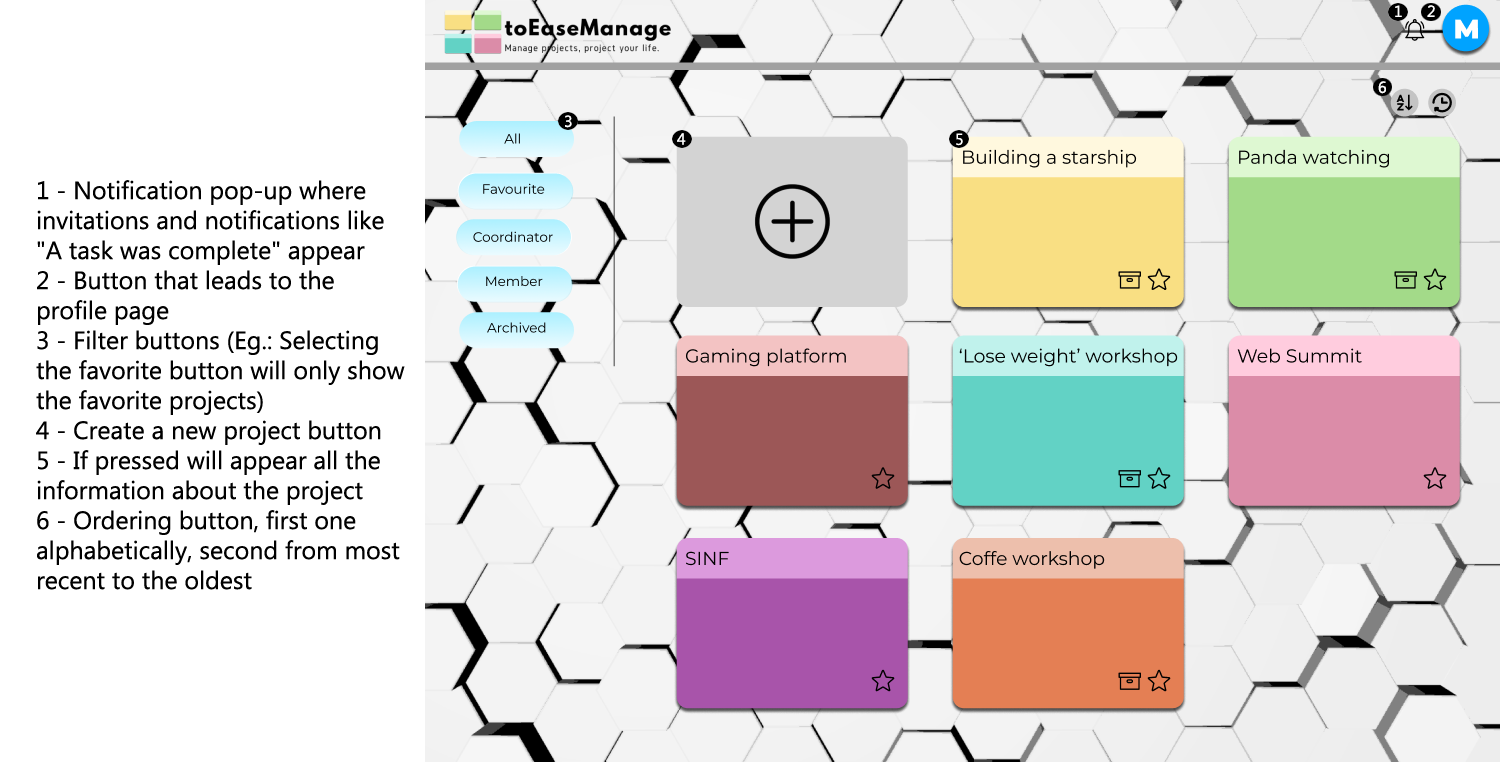 toEaseManage
Manage projects, project your life.
1 2
M
6
A
Z
1 - Notification pop-up where
invitations and notifications like
"A task was complete" appear
2 - Button that leads to the
profile page
3 - Filter buttons (Eg.: Selecting
the favorite button will only show
the favorite projects)
4 - Create a new project button
5 - If pressed will appear all the
information about the project
6 - Ordering button, first one
alphabetically, second from most
recent to the oldest
3
All
Favourite
Coordinator
Member
Archived
4
5
Building a starship
Panda watching
Gaming platform
‘Lose weight’ workshop
Web Summit
SINF
Coffe workshop